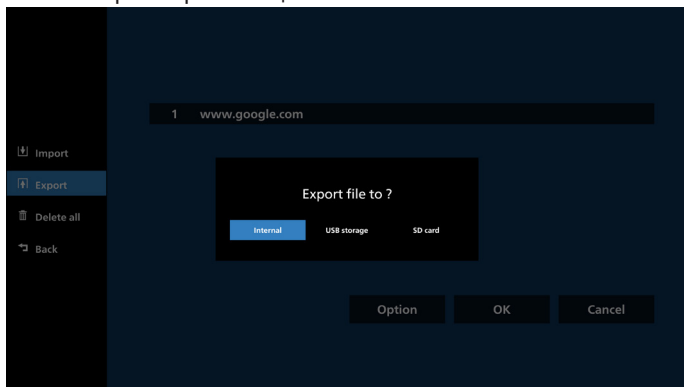 1 www.google.com
Import
Export
Delete all
Back
Export file to ?
Internal USB storage SD card
Option OK Cancel